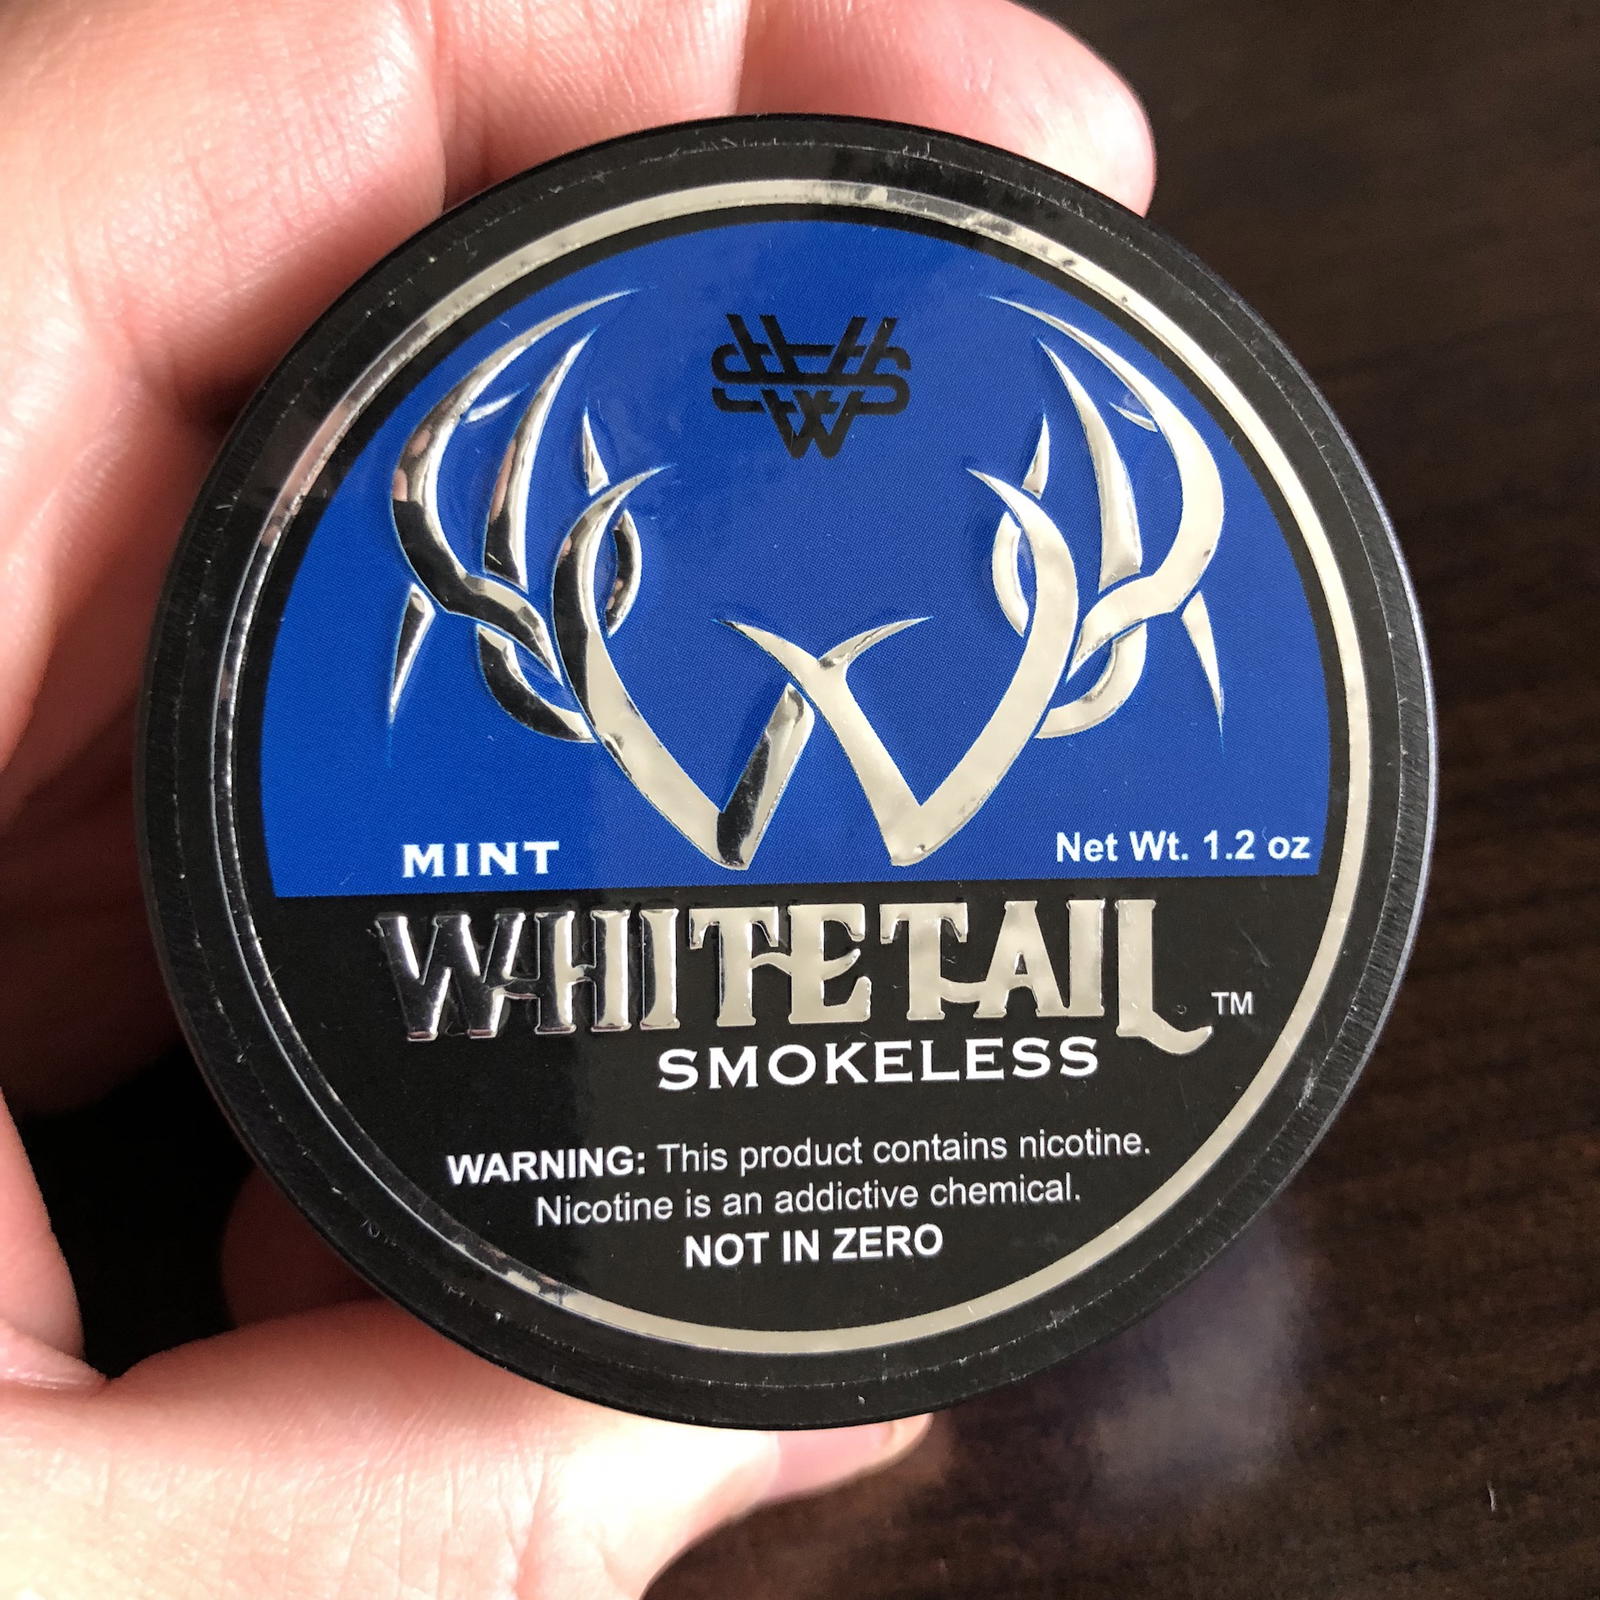 WS
MINT
Net Wt. 1.2 oz
WHITETAIL™
SMOKELESS
WARNING: This product contains nicotine.
Nicotine is an addictive chemical.
NOT IN ZERO